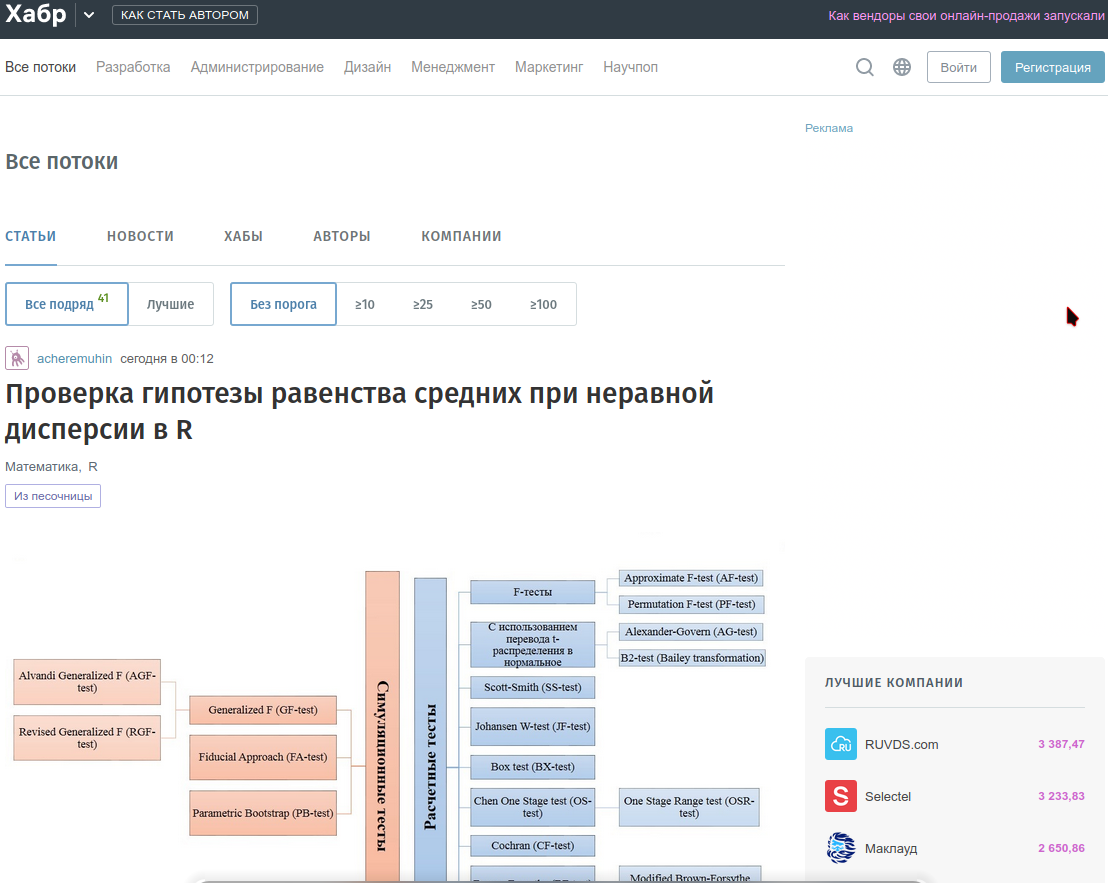 Хабр
КАК СТАТЬ АВТОРОМ
Как вендоры свои онлайн-продажи запускали
Все потоки Разработка Администрирование Дизайн Менеджмент Маркетинг Научпоп
Войти
Регистрация
Реклама
Все потоки
СТАТЬИ НОВОСТИ ХАБЫ АВТОРЫ КОМПАНИИ
Все подряд 41 Лучшие Без порога ≥10 ≥25 ≥50 ≥100
acheremuhin сегодня в 00:12
Проверка гипотезы равенства средних при неравной
дисперсии в R
Математика, R
Из песочницы
Alvandi Generalized F (AGF-
test)
Revised Generalized F (RGF-
test)
Generalized F (GF-test)
Fiducial Approach (FA-test)
Parametric Bootstrap (PB-test)
Симуляционные тесты
Расчетные тесты
F-тесты
Approximate F-test (AF-test)
Permutation F-test (PF-test)
С использованием
перевода t-
распределения в
нормальное
Alexander-Govern (AG-test)
B2-test (Bailey transformation)
Scott-Smith (SS-test)
Johansen W-test (JF-test)
Box test (BX-test)
Chen One Stage test (OS-
test)
One Stage Range test (OSR-
test)
Cochran (CF-test)
Modified Brown-Forsythe
ЛУЧШИЕ КОМПАНИИ
RU
RUVDS.com 3 387,47
S
Selectel 3 233,83
Маклауд 2 650,86